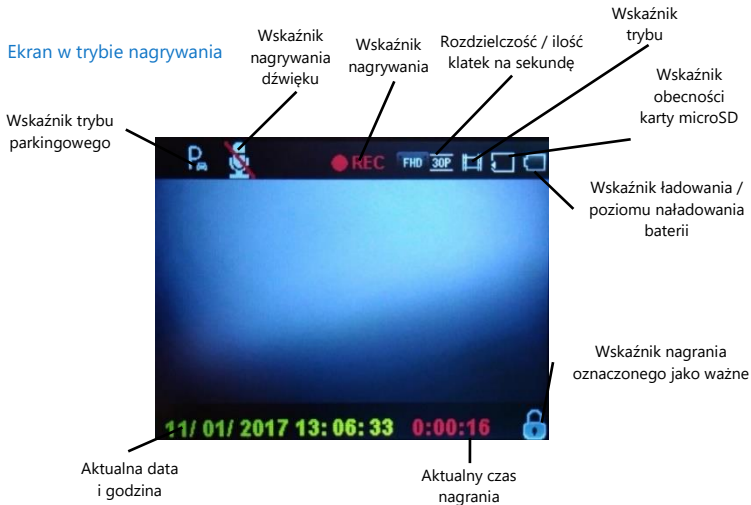 Ekran w trybie nagrywania
Wskaźnik
nagrywania
dźwięku
Wskaźnik
nagrywania
Rozdzielczość / ilość
klatek na sekundę
Wskaźnik
trybu
Wskaźnik
obecności
karty microSD
Wskaźnik trybu
parkingowego
Wskaźnik ładowania /
poziomu naładowania
baterii
P
REC FHD 30P
Wskaźnik nagrania
oznaczonego jako ważne
11/ 01/ 2017 13: 06: 33 0:00:16
Aktualna data
i godzina
Aktualny czas
nagrania